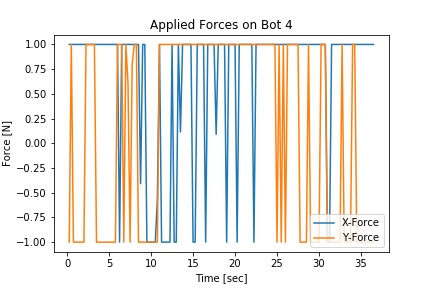 Applied Forces on Bot 4
Force [N]
1.00
0.75
0.50
0.25
0.00
−0.25
−0.50
−0.75
−1.00
0 5 10 15 20 25 30 35
Time [sec]
X-Force
Y-Force